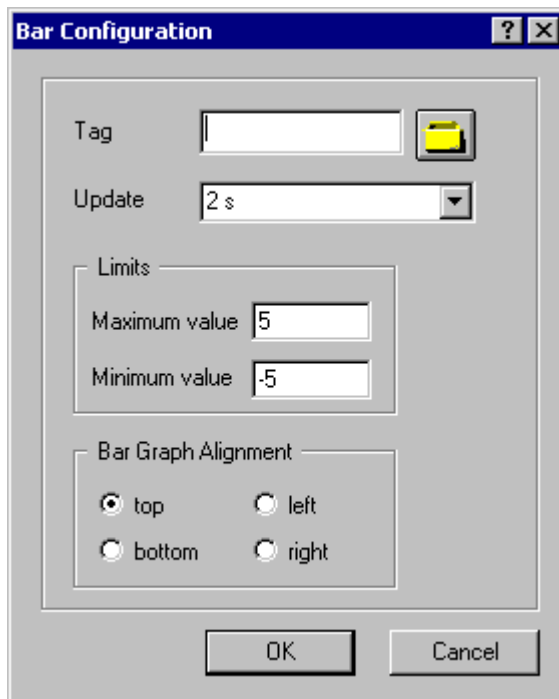 Bar Configuration
Tag
Update 2 s
Limits
Maximum value 5
Minimum value -5
Bar Graph Alignment
top left
bottom right
OK Cancel